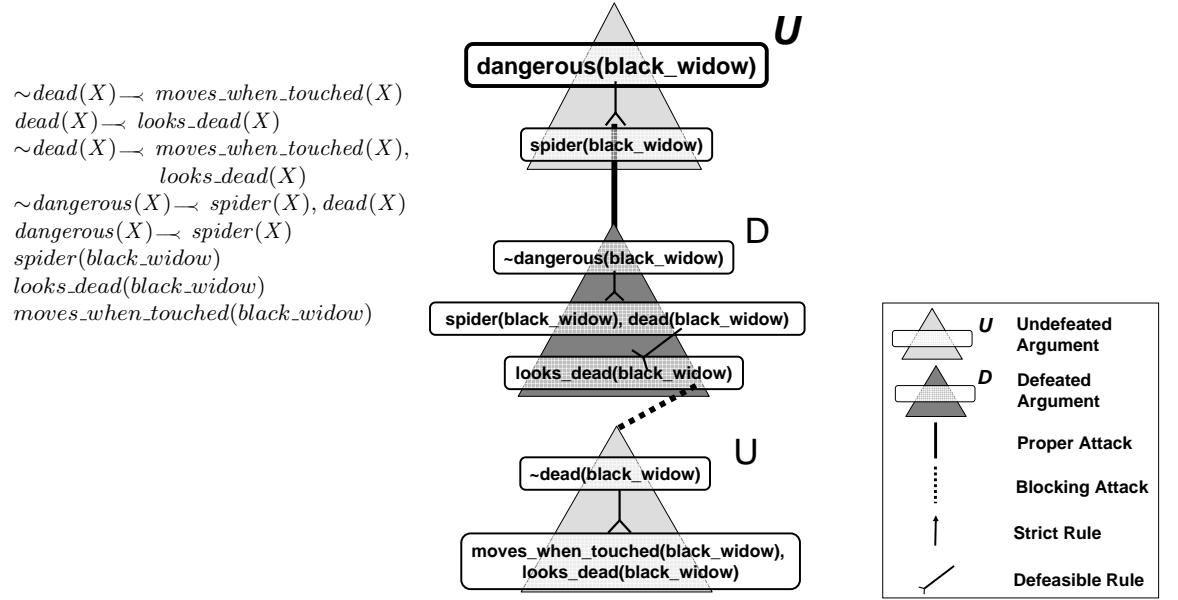 ∼dead(X) ⤙ moves_when_touched(X)
dead(X) ⤙ looks_dead(X)
∼dead(X) ⤙ moves_when_touched(X),
looks_dead(X)
∼dangerous(X) ⤙ spider(X), dead(X)
dangerous(X) ⤙ spider(X)
spider(black_widow)
looks_dead(black_widow)
moves_when_touched(black_widow)
U
dangerous(black_widow)
spider(black_widow)
D
~dangerous(black_widow)
spider(black_widow), dead(black_widow)
looks_dead(black_widow)
U
~dead(black_widow)
moves_when_touched(black_widow),
looks_dead(black_widow)
U Undefeated
Argument
D Defeated
Argument
Proper Attack
Blocking Attack
Strict Rule
Defeasible Rule